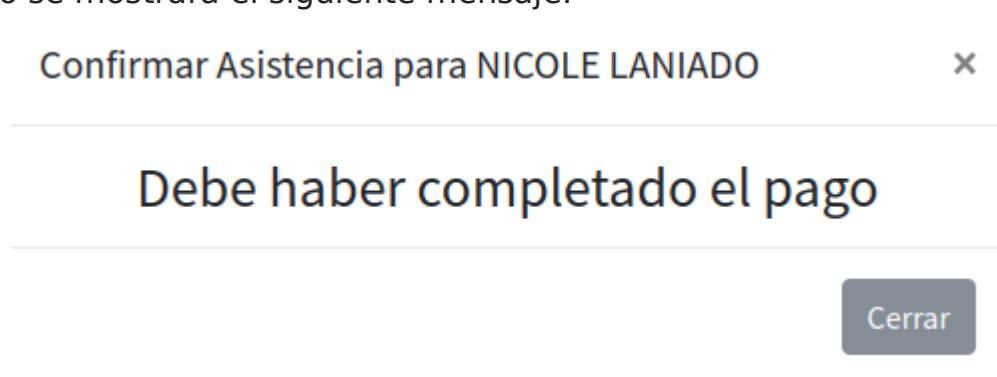 o se mostrará el siguiente mensaje:
Confirmar Asistencia para NICOLE LANIADO ×
Debe haber completado el pago
Cerrar